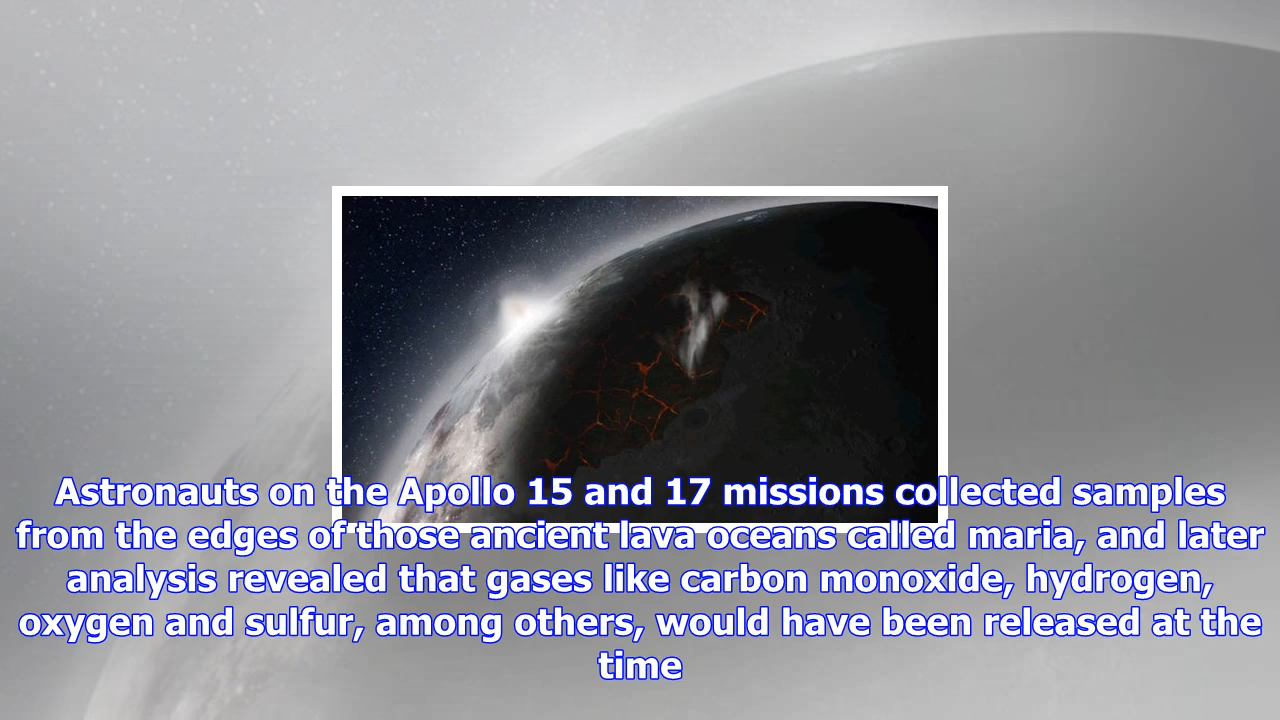 Astronauts on the Apollo 15 and 17 missions collected samples
from the edges of those ancient lava oceans called maria, and later
analysis revealed that gases like carbon monoxide, hydrogen,
oxygen and sulfur, among others, would have been released at the
time